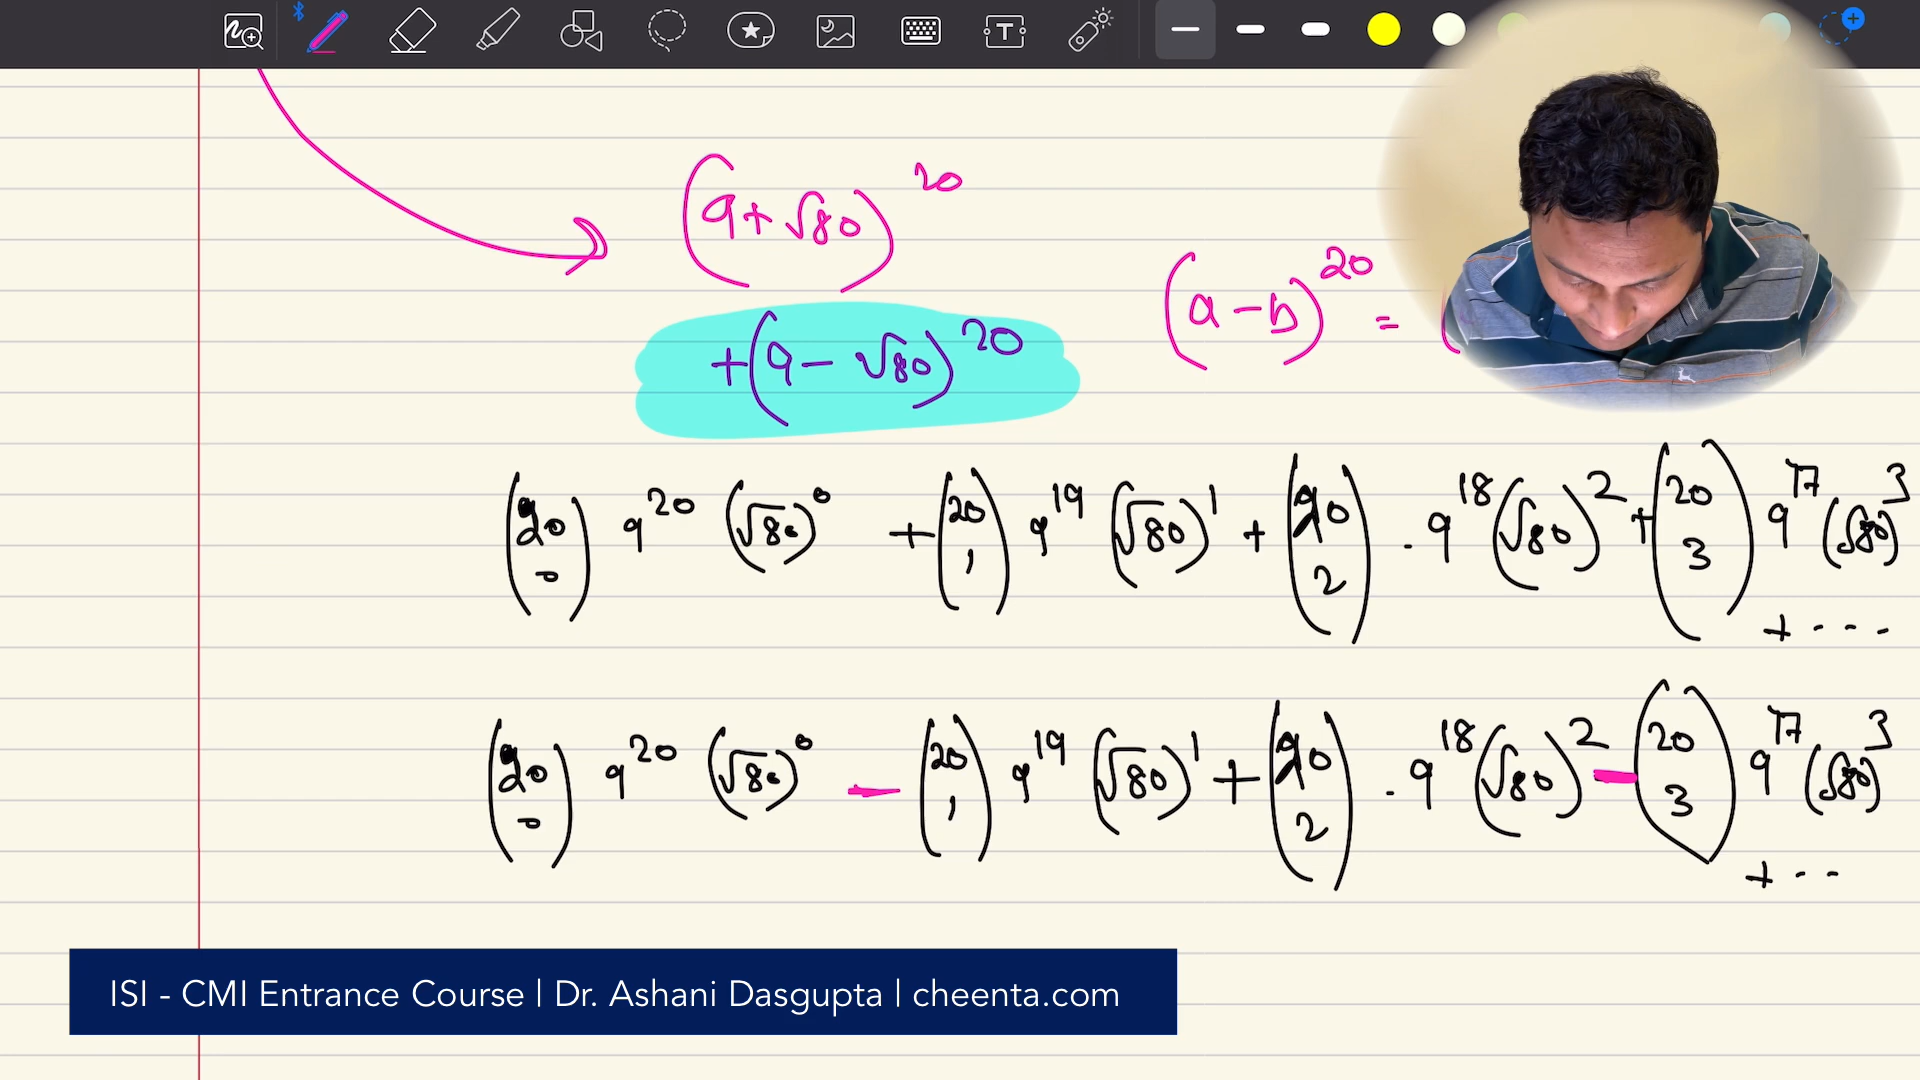 (9 + √80)^20
+(9 - √80)^20
(a - b)^20 = (
(20 0) 9^20 (√80)^0 + (20 1) 9^19 (√80)^1 + (20 2) . 9^18 (√80)^2 + (20 3) 9^17 (√80)^3
+ ---
(20 0) 9^20 (√80)^0 - (20 1) 9^19 (√80)^1 + (20 2) . 9^18 (√80)^2 - (20 3) 9^17 (√80)^3
+ --
ISI - CMI Entrance Course | Dr. Ashani Dasgupta | cheenta.com